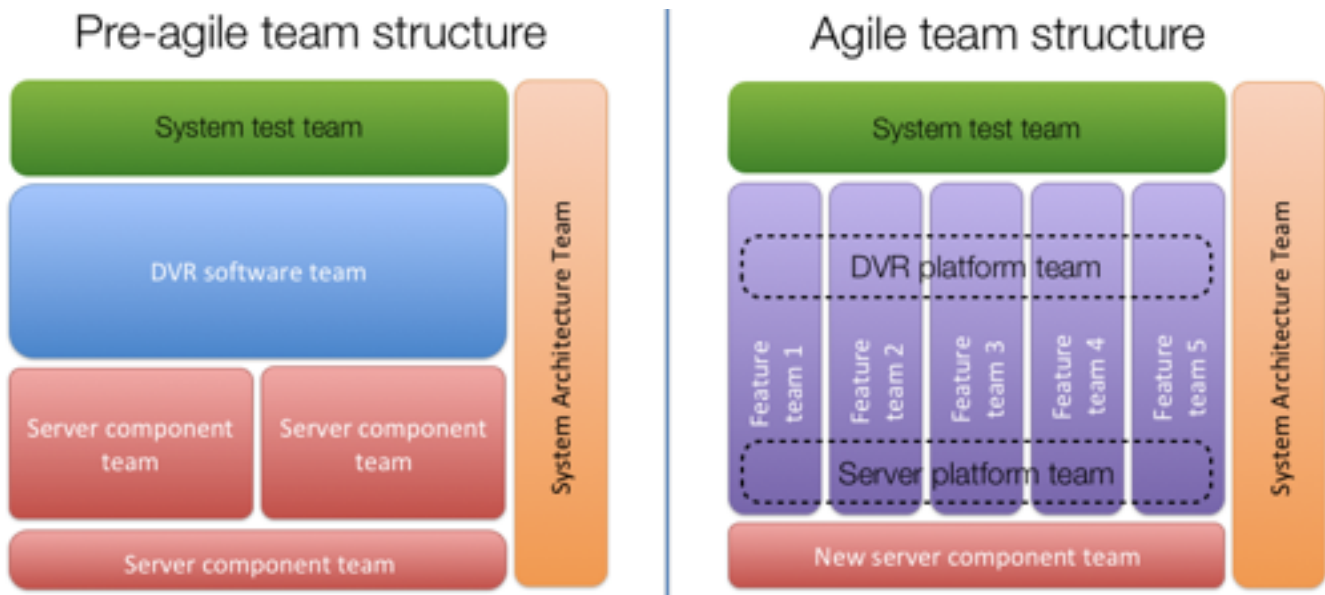 Pre-agile team structure
System test team
DVR software team
Server component
team
Server component
team
Server component team
System Architecture Team
Agile team structure
System test team
DVR platform team
Feature
team 1
Feature
team 2
Feature
team 3
Feature
team 4
Feature
team 5
Server platform team
New server component team
System Architecture Team